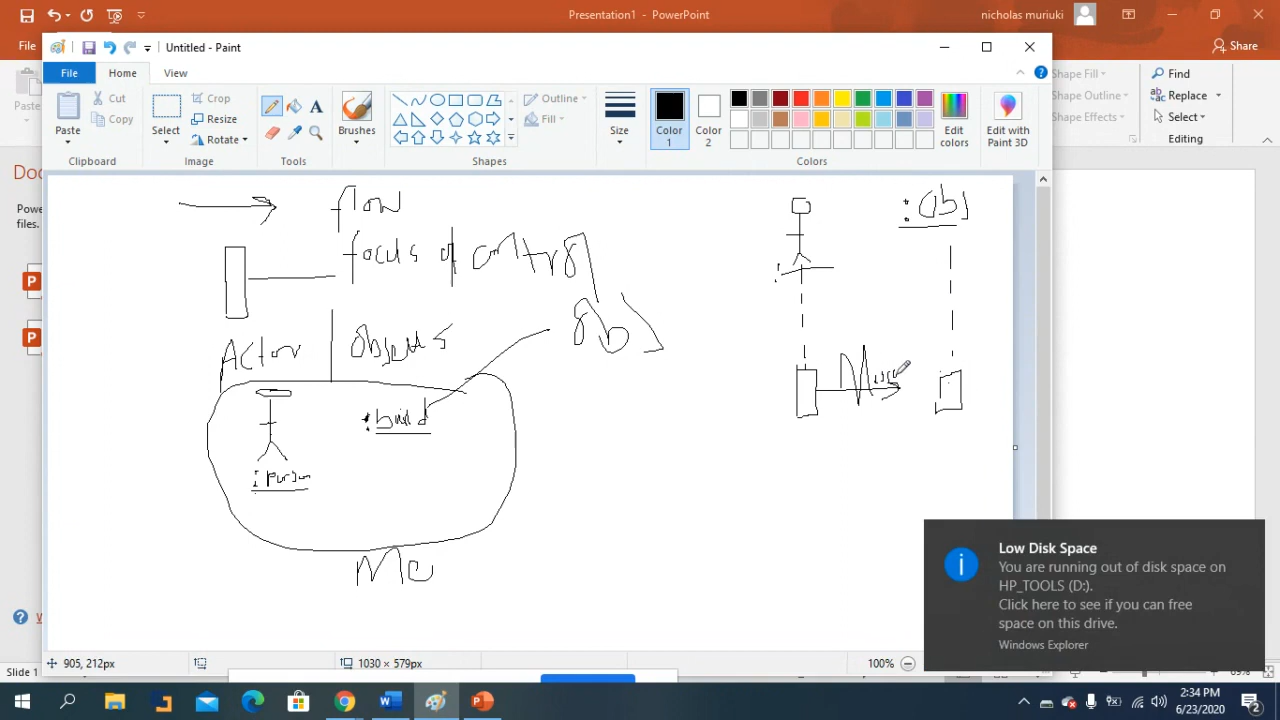 Presentation1 - PowerPoint
nicholas muriuki
File
Share
Untitled - Paint
File
Home
View
Paste
Cut
Copy
Clipboard
Select
Crop
Resize
Rotate
Image
Tools
Brushes
Shapes
Outline
Fill
Size
Color
1
Color
2
Colors
Edit
colors
Edit with
Paint 3D
Shape Fill
Shape Outline
Shape Effects
Find
Replace
Select
Editing
flow
focus of control
Actor
objects
:Person
:build
:obj
Low Disk Space
You are running out of disk space on
HP_TOOLS (D:).
Click here to see if you can free
space on this drive.
Windows Explorer
905, 212px
1030 × 579px
100%
Slide 1
2:34 PM
6/23/2020
2